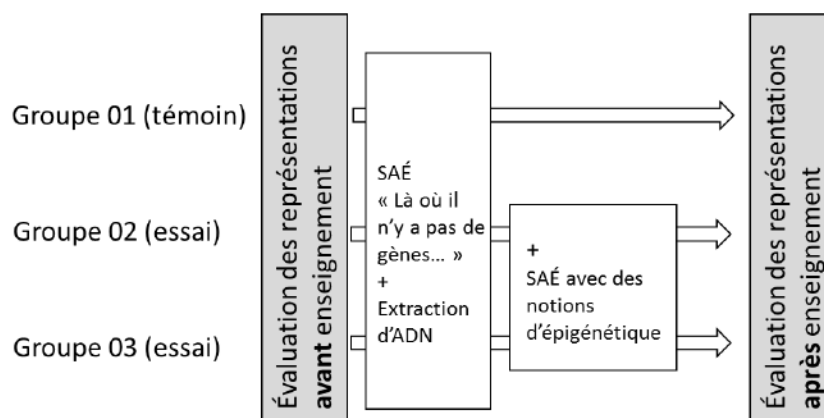 Groupe 01 (témoin)
Groupe 02 (essai)
Groupe 03 (essai)
Évaluation des représentations
avant enseignement
SAÉ
« Là où il
n'y a pas de
gènes... »
+
Extraction
d'ADN
+
SAÉ avec des
notions
d'épigénétique
Évaluation des représentations
après enseignement